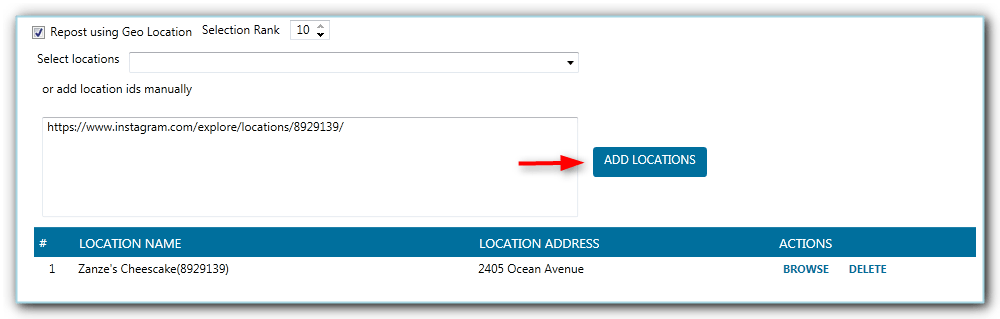 Repost using Geo Location Selection Rank 10
Select locations
or add location ids manually
https://www.instagram.com/explore/locations/8929139/
ADD LOCATIONS
# LOCATION NAME LOCATION ADDRESS ACTIONS
1 Zanze's Cheescake(8929139) 2405 Ocean Avenue BROWSE DELETE